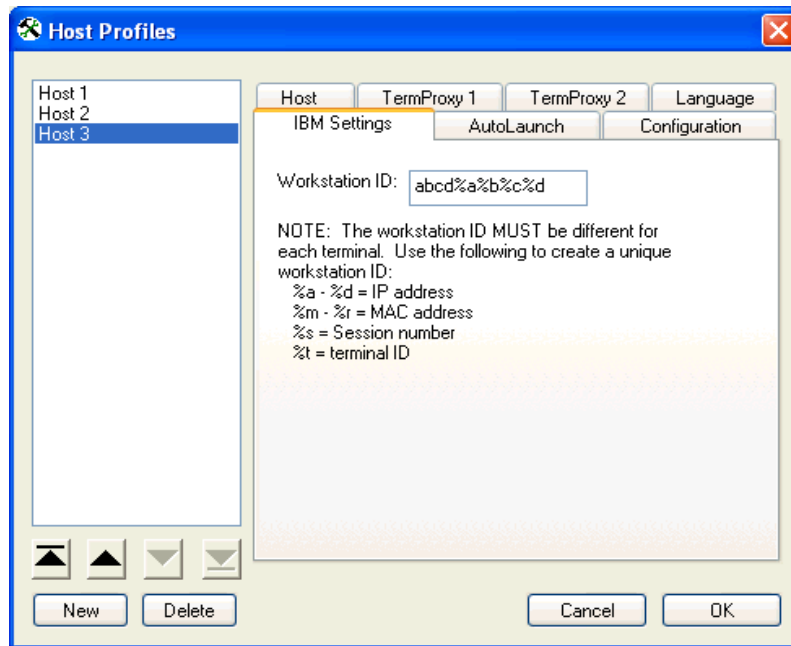 Host Profiles
Host 1
Host 2
Host 3
Host
TermProxy 1
TermProxy 2
Language
IBM Settings
AutoLaunch
Configuration
Workstation ID:
abcd%a%b%c%d
NOTE:  The workstation ID MUST be different for
each terminal.  Use the following to create a unique
workstation ID:
%a - %d = IP address
%m - %r = MAC address
%s = Session number
%t = terminal ID
New
Delete
Cancel
OK